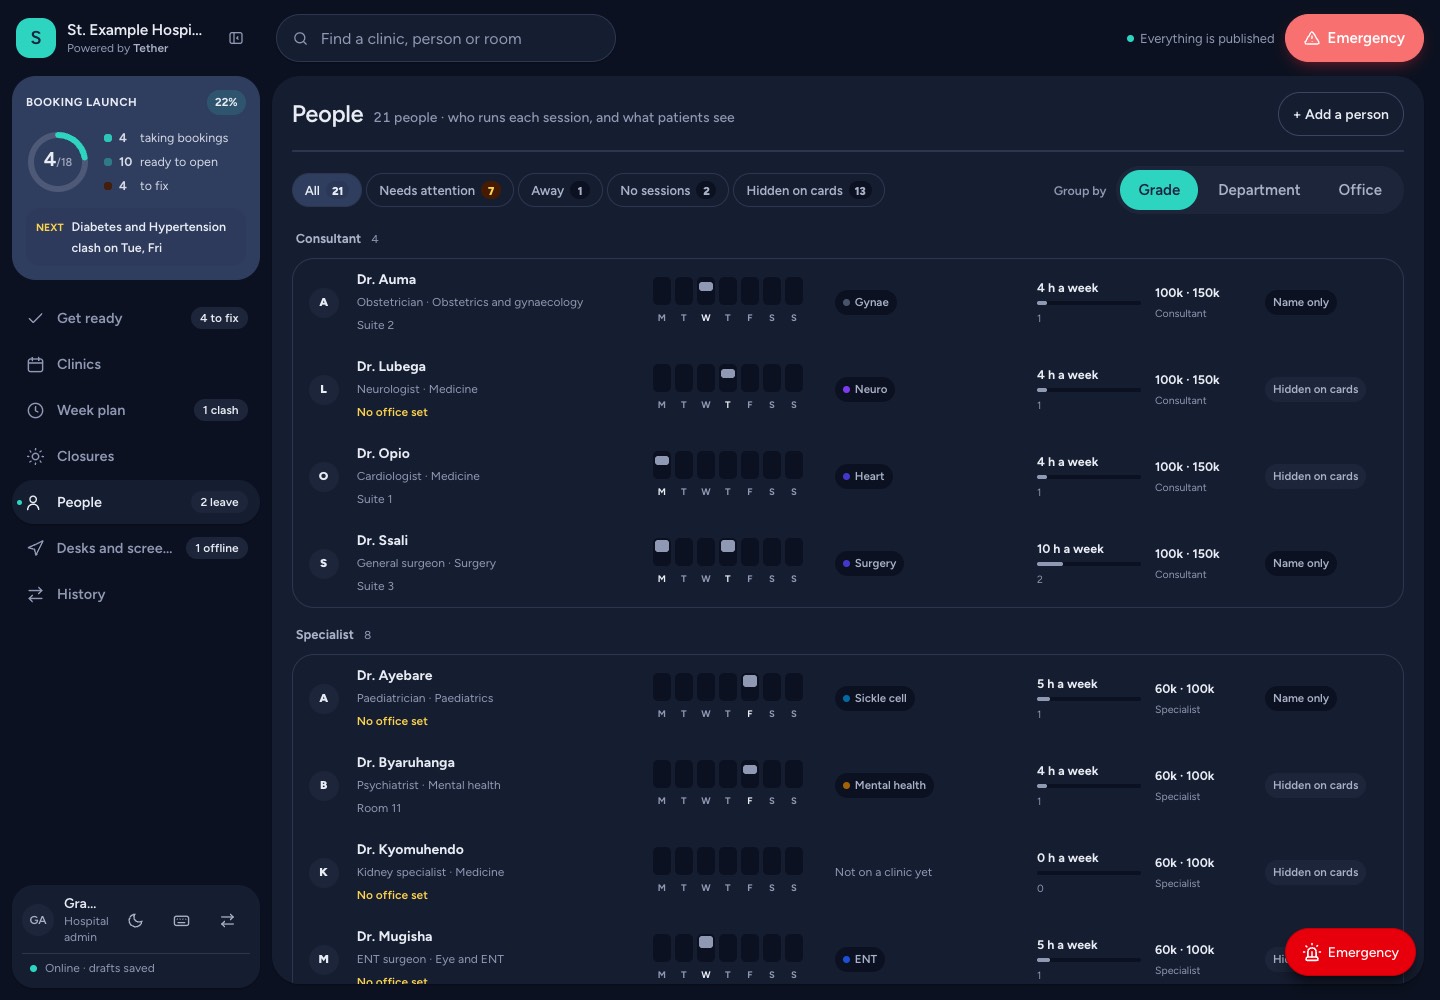 S
St. Example Hospi...
Powered by Tether
Find a clinic, person or room
Everything is published
Emergency
BOOKING LAUNCH
22%
4/18
4 taking bookings
10 ready to open
4 to fix
NEXT Diabetes and Hypertension
clash on Tue, Fri
Get ready
4 to fix
Clinics
Week plan
1 clash
Closures
People
2 leave
Desks and scree...
1 offline
History
GA
Gra...
Hospital
admin
Online · drafts saved
People
21 people · who runs each session, and what patients see
+ Add a person
All 21
Needs attention 7
Away 1
No sessions 2
Hidden on cards 13
Group by
Grade
Department
Office
Consultant 4
A
Dr. Auma
Obstetrician · Obstetrics and gynaecology
Suite 2
M T W T F S S
Gynae
4 h a week
1
100k · 150k
Consultant
Name only
L
Dr. Lubega
Neurologist · Medicine
No office set
M T W T F S S
Neuro
4 h a week
1
100k · 150k
Consultant
Hidden on cards
O
Dr. Opio
Cardiologist · Medicine
Suite 1
M T W T F S S
Heart
4 h a week
1
100k · 150k
Consultant
Hidden on cards
S
Dr. Ssali
General surgeon · Surgery
Suite 3
M T W T F S S
Surgery
10 h a week
2
100k · 150k
Consultant
Name only
Specialist 8
A
Dr. Ayebare
Paediatrician · Paediatrics
No office set
M T W T F S S
Sickle cell
5 h a week
1
60k · 100k
Specialist
Name only
B
Dr. Byaruhanga
Psychiatrist · Mental health
Room 11
M T W T F S S
Mental health
4 h a week
1
60k · 100k
Specialist
Hidden on cards
K
Dr. Kyomuhendo
Kidney specialist · Medicine
No office set
M T W T F S S
Not on a clinic yet
0 h a week
0
60k · 100k
Specialist
Hidden on cards
M
Dr. Mugisha
ENT surgeon · Eye and ENT
No office set
M T W T F S S
ENT
5 h a week
1
60k · 100k
Specialist
Emergency